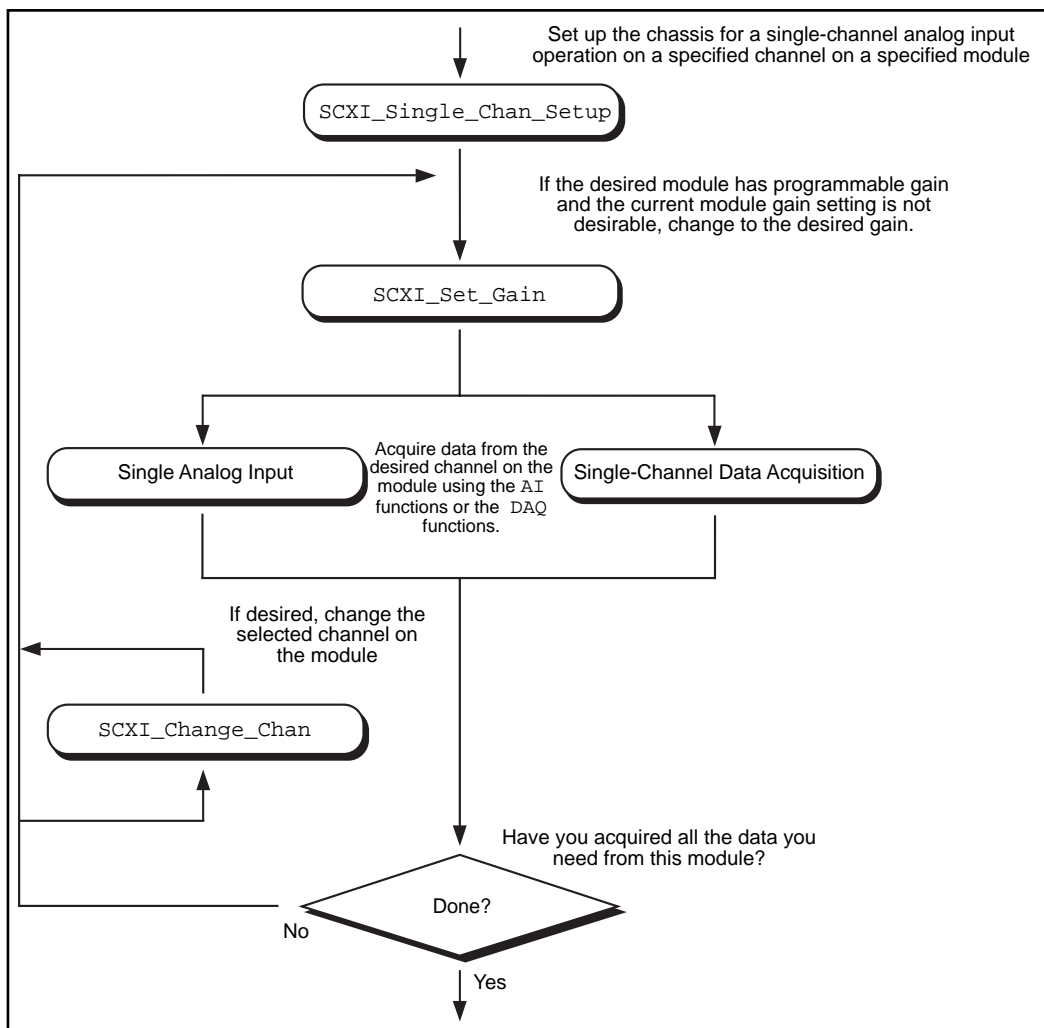 Set up the chassis for a single-channel analog input
operation on a specified channel on a specified module
SCXI_Single_Chan_Setup
If the desired module has programmable gain
and the current module gain setting is not
desirable, change to the desired gain.
SCXI_Set_Gain
Single Analog Input
Acquire data from the
desired channel on the
module using the AI
functions or the DAQ
functions.
Single-Channel Data Acquisition
If desired, change the
selected channel on
the module
SCXI_Change_Chan
Have you acquired all the data you
need from this module?
Done?
No
Yes